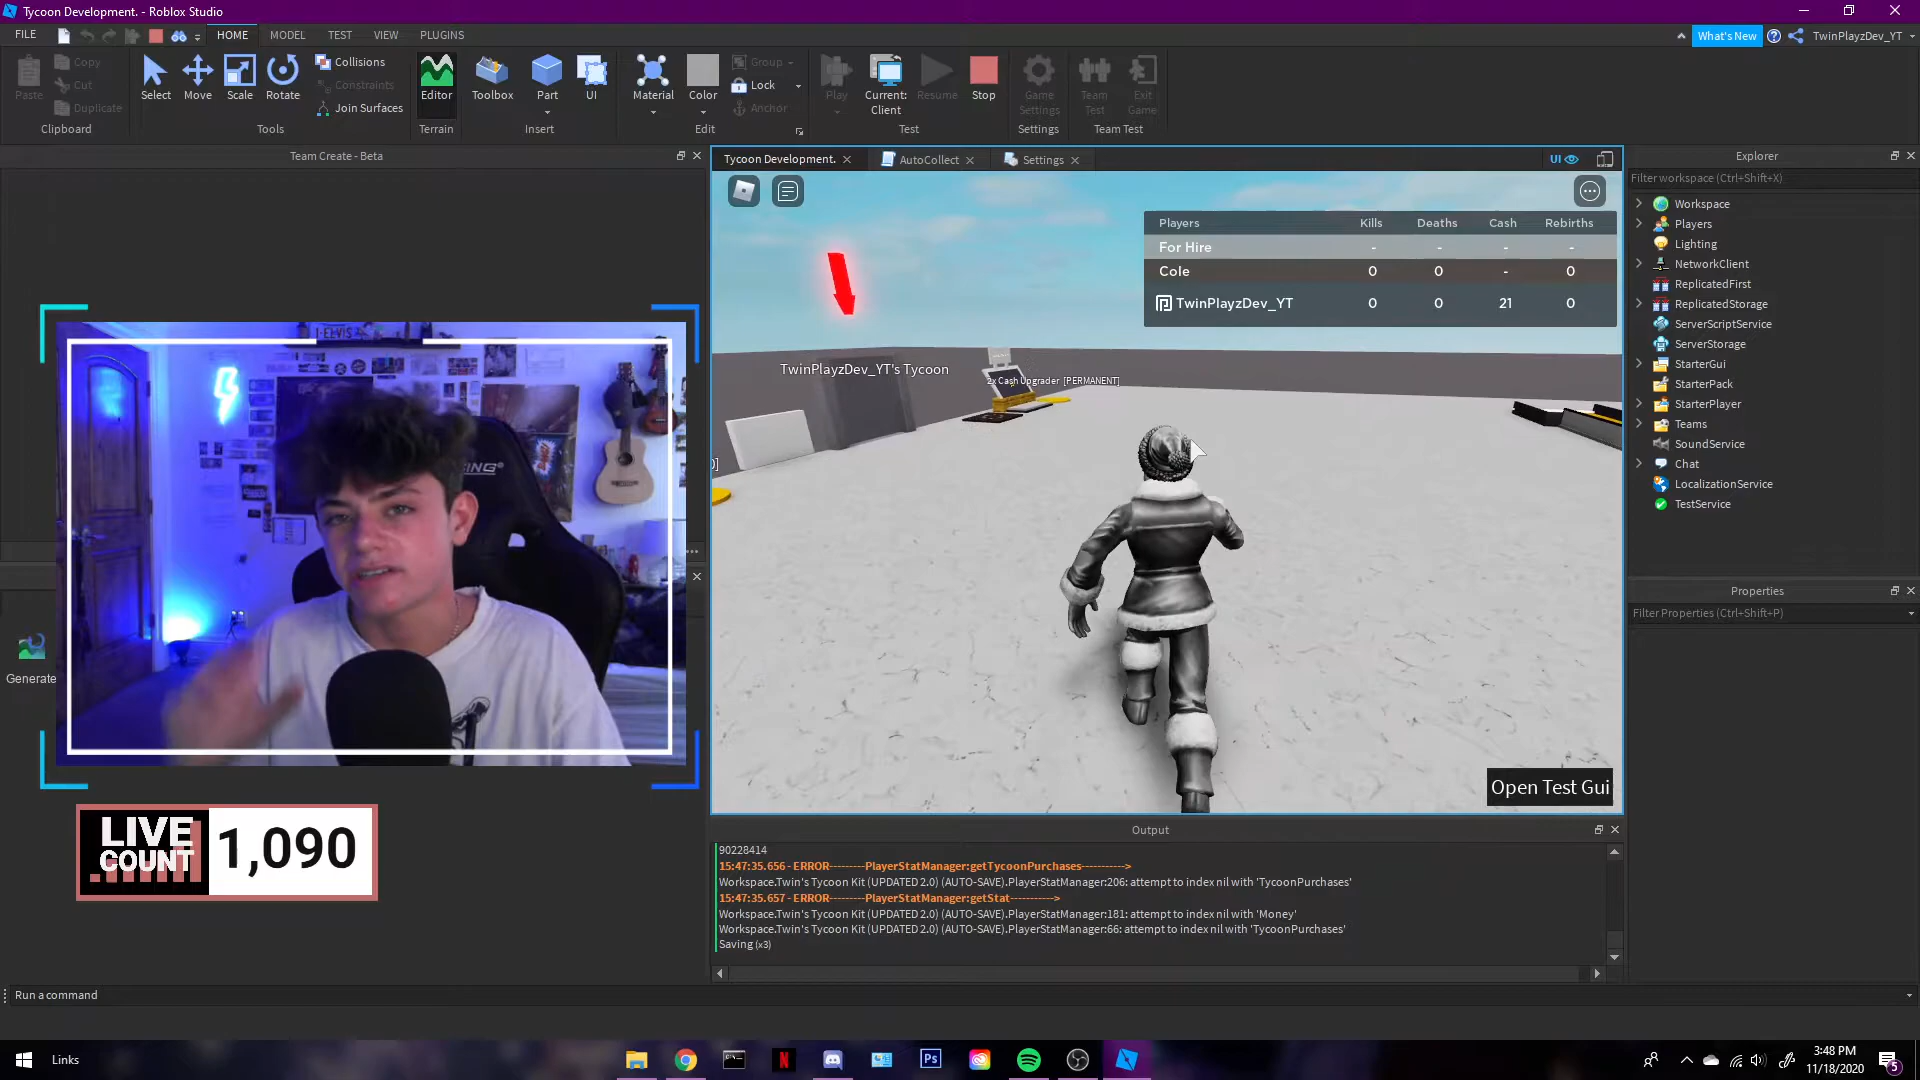 Tycoon Development. - Roblox Studio
FILE
HOME
MODEL
TEST
VIEW
PLUGINS
What's New
TwinPlayzDev_YT
Paste
Copy
Cut
Duplicate
Clipboard
Select
Move
Scale
Rotate
Collisions
Constraints
Join Surfaces
Tools
Editor
Terrain
Toolbox
Part
UI
Insert
Material
Color
Group
Lock
Anchor
Edit
Play
Current:
Client
Resume
Stop
Test
Game
Settings
Settings
Team
Test
Exit
Game
Team Test
Team Create - Beta
Tycoon Development.
AutoCollect
Settings
UI
Explorer
Filter workspace (Ctrl+Shift+X)
Workspace
Players
Lighting
NetworkClient
ReplicatedFirst
ReplicatedStorage
ServerScriptService
ServerStorage
StarterGui
StarterPack
StarterPlayer
Teams
SoundService
Chat
LocalizationService
TestService
Properties
Filter Properties (Ctrl+Shift+P)
Players Kills Deaths Cash Rebirths
For Hire - - - -
Cole 0 0 - 0
TwinPlayzDev_YT 0 0 21 0
TwinPlayzDev_YT's Tycoon
2x Cash Upgrader [PERMANENT]
Open Test Gui
Generate
LIVE
COUNT
1,090
Output
90228414
15:47:35.656 - ERROR---------PlayerStatManager:getTycoonPurchases----------->
Workspace.Twin's Tycoon Kit (UPDATED 2.0) (AUTO-SAVE).PlayerStatManager:206: attempt to index nil with 'TycoonPurchases'
15:47:35.657 - ERROR---------PlayerStatManager:getStat----------->
Workspace.Twin's Tycoon Kit (UPDATED 2.0) (AUTO-SAVE).PlayerStatManager:181: attempt to index nil with 'Money'
Workspace.Twin's Tycoon Kit (UPDATED 2.0) (AUTO-SAVE).PlayerStatManager:66: attempt to index nil with 'TycoonPurchases'
Saving (x3)
Run a command
Links
Ps
3:48 PM
11/18/2020
5